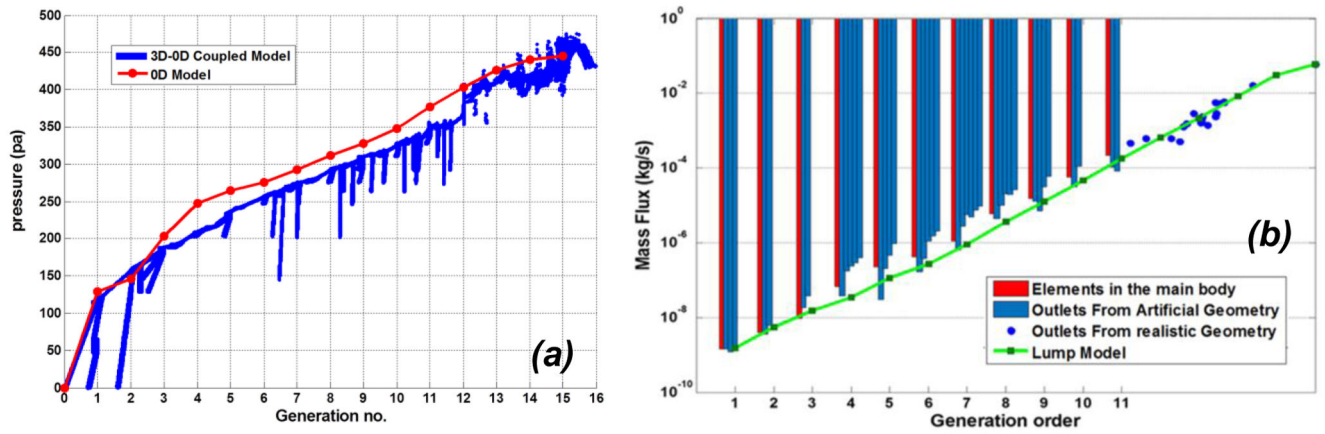 500
450
400
350
300
250
200
150
100
50
0
pressure (pa)
3D-0D Coupled Model
0D Model
(a)
0 1 2 3 4 5 6 7 8 9 10 11 12 13 14 15 16
Generation no.
10^0
10^-2
10^-4
10^-6
10^-8
10^-10
Mass Flux (kg/s)
(b)
Elements in the main body
Outlets From Artificial Geometry
Outlets From realistic Geometry
Lump Model
1 2 3 4 5 6 7 8 9 10 11
Generation order